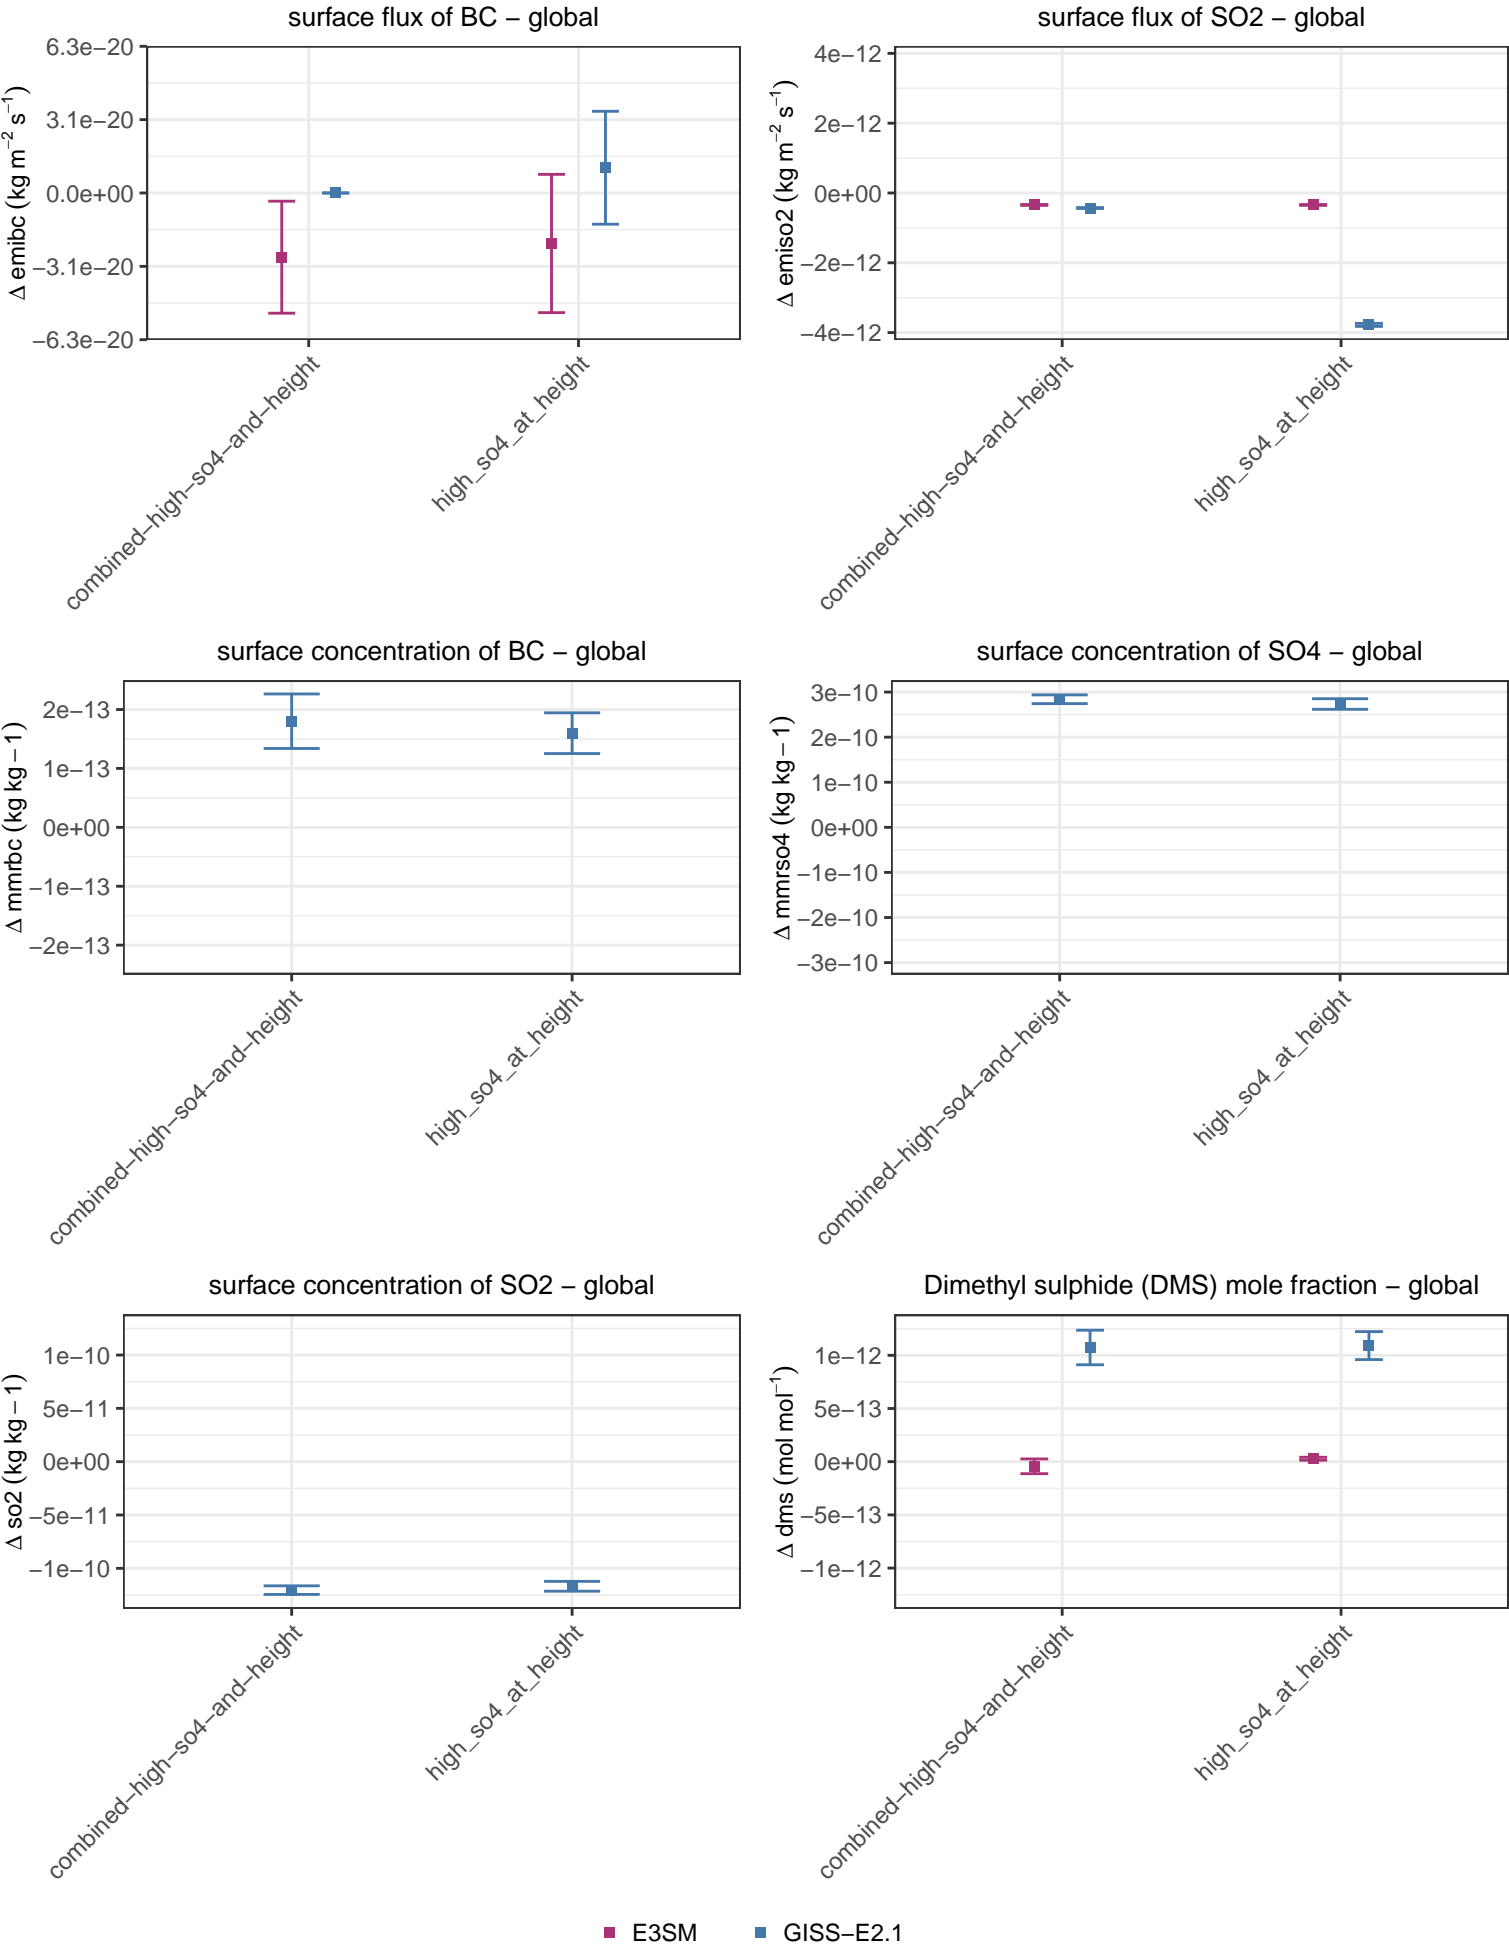 surface flux of BC − global
6.3e−20
3.1e−20
0.0e+00
−3.1e−20
−6.3e−20
Δ emibc (kg m−2 s−1)
combined−high−so4−and−height
high_so4_at_height
surface flux of SO2 − global
4e−12
2e−12
0e+00
−2e−12
−4e−12
Δ emiso2 (kg m−2 s−1)
combined−high−so4−and−height
high_so4_at_height
surface concentration of BC − global
2e−13
1e−13
0e+00
−1e−13
−2e−13
Δ mmrbc (kg kg − 1)
combined−high−so4−and−height
high_so4_at_height
surface concentration of SO4 − global
3e−10
2e−10
1e−10
0e+00
−1e−10
−2e−10
−3e−10
Δ mmrso4 (kg kg − 1)
combined−high−so4−and−height
high_so4_at_height
surface concentration of SO2 − global
1e−10
5e−11
0e+00
−5e−11
−1e−10
Δ so2 (kg kg − 1)
combined−high−so4−and−height
high_so4_at_height
Dimethyl sulphide (DMS) mole fraction − global
1e−12
5e−13
0e+00
−5e−13
−1e−12
Δ dms (mol mol−1)
combined−high−so4−and−height
high_so4_at_height
E3SM
GISS−E2.1